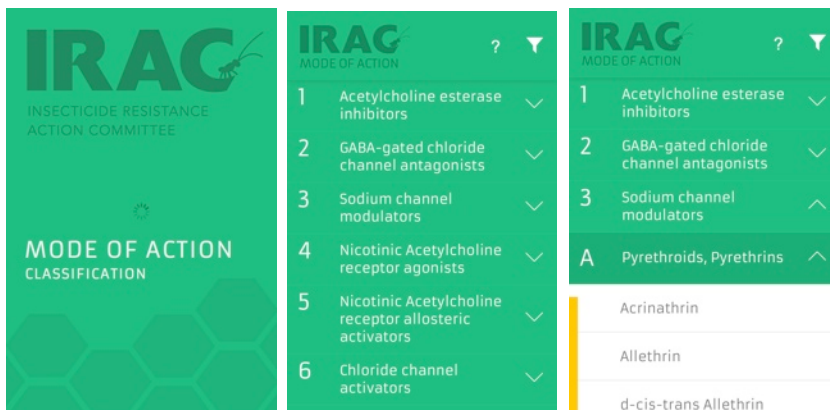 IRAC
INSECTICIDE RESISTANCE
ACTION COMMITTEE
MODE OF ACTION
CLASSIFICATION
IRAC
MODE OF ACTION
?
1 Acetylcholine esterase
inhibitors
2 GABA-gated chloride
channel antagonists
3 Sodium channel
modulators
4 Nicotinic Acetylcholine
receptor agonists
5 Nicotinic Acetylcholine
receptor allosteric
activators
6 Chloride channel
activators
IRAC
MODE OF ACTION
?
1 Acetylcholine esterase
inhibitors
2 GABA-gated chloride
channel antagonists
3 Sodium channel
modulators
A Pyrethroids, Pyrethrins
Acrinathrin
Allethrin
d-cis-trans Allethrin